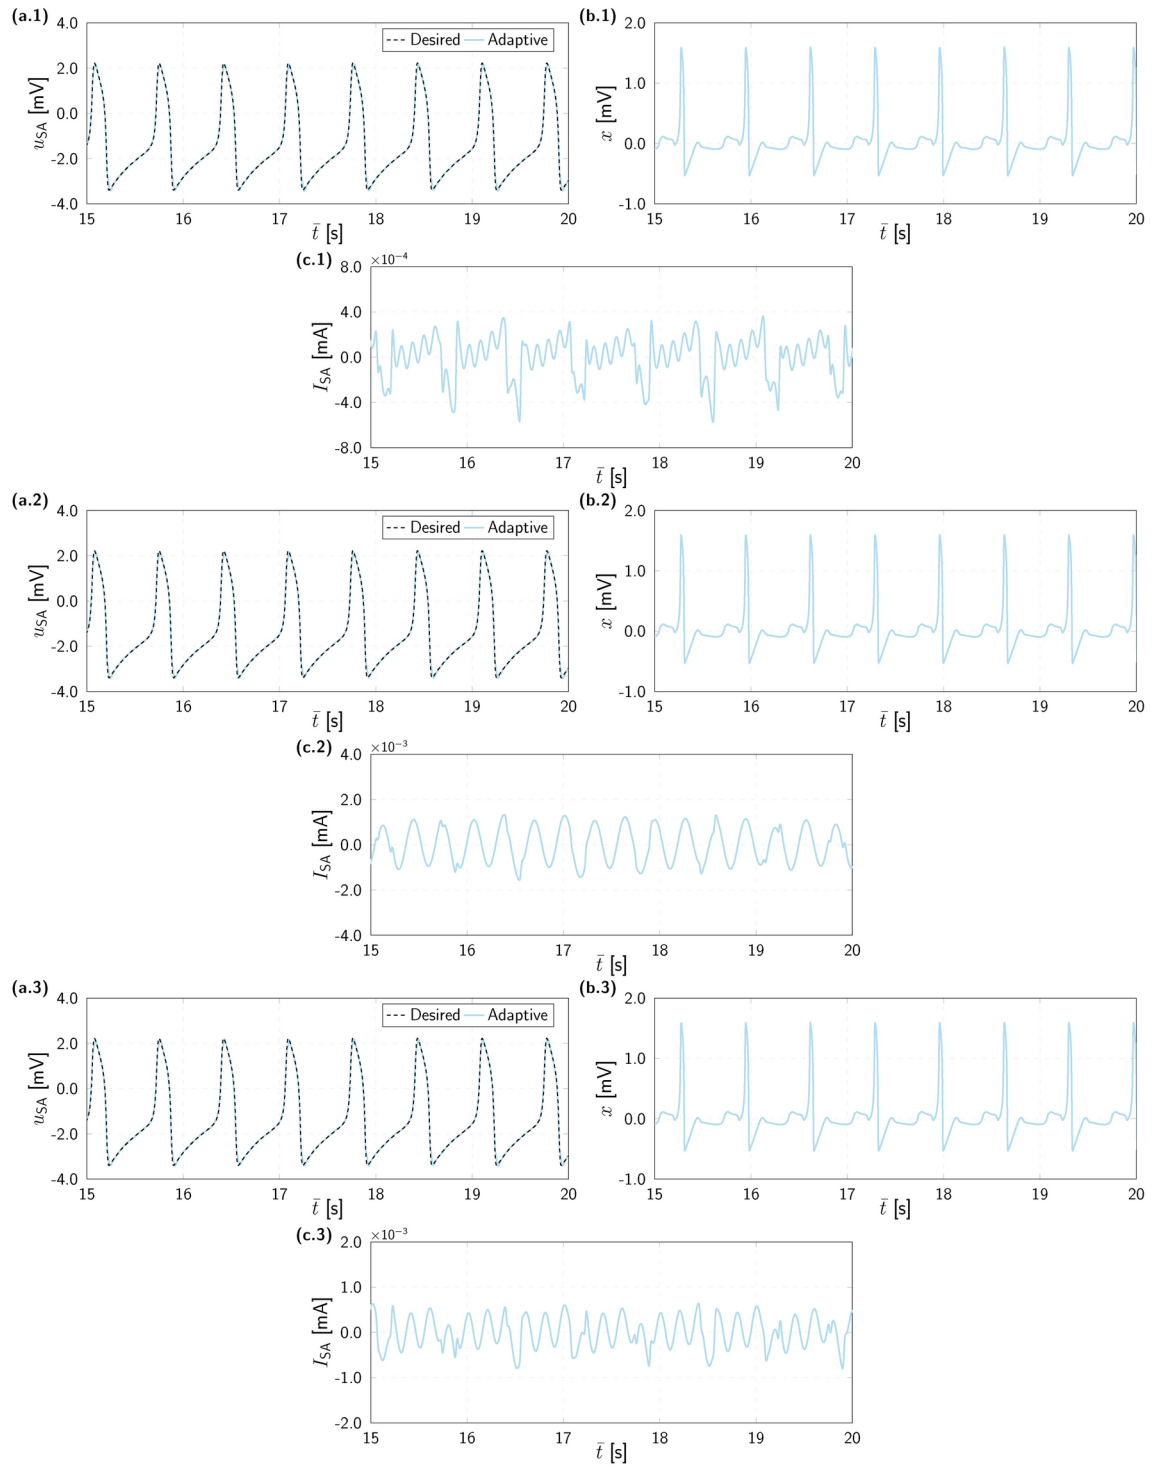 (a.1)
4.0
2.0
0.0
-2.0
-4.0
u_SA [mV]
Desired Adaptive
15 16 17 18 19 20
t̄ [s]
(b.1)
2.0
1.0
0.0
-1.0
x [mV]
15 16 17 18 19 20
t̄ [s]
(c.1)
×10⁻⁴
8.0
4.0
0.0
-4.0
-8.0
I_SA [mA]
15 16 17 18 19 20
t̄ [s]
(a.2)
4.0
2.0
0.0
-2.0
-4.0
u_SA [mV]
Desired Adaptive
15 16 17 18 19 20
t̄ [s]
(b.2)
2.0
1.0
0.0
-1.0
x [mV]
15 16 17 18 19 20
t̄ [s]
(c.2)
×10⁻³
4.0
2.0
0.0
-2.0
-4.0
I_SA [mA]
15 16 17 18 19 20
t̄ [s]
(a.3)
4.0
2.0
0.0
-2.0
-4.0
u_SA [mV]
Desired Adaptive
15 16 17 18 19 20
t̄ [s]
(b.3)
2.0
1.0
0.0
-1.0
x [mV]
15 16 17 18 19 20
t̄ [s]
(c.3)
×10⁻³
2.0
1.0
0.0
-1.0
-2.0
I_SA [mA]
15 16 17 18 19 20
t̄ [s]